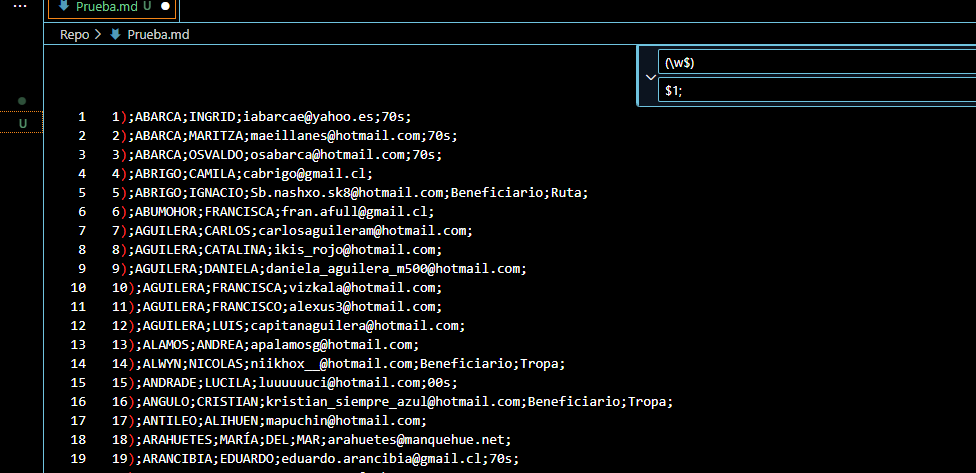 ···
Prueba.md U
Repo > Prueba.md
(\w$)
$1;
U
1 1);ABARCA;INGRID;iabarcae@yahoo.es;70s;
2 2);ABARCA;MARITZA;maeillanes@hotmail.com;70s;
3 3);ABARCA;OSVALDO;osabarca@hotmail.com;70s;
4 4);ABRIGO;CAMILA;cabrigo@gmail.cl;
5 5);ABRIGO;IGNACIO;Sb.nashxo.sk8@hotmail.com;Beneficiario;Ruta;
6 6);ABUMOHOR;FRANCISCA;fran.afull@gmail.cl;
7 7);AGUILERA;CARLOS;carlosaguileram@hotmail.com;
8 8);AGUILERA;CATALINA;ikis_rojo@hotmail.com;
9 9);AGUILERA;DANIELA;daniela_aguilera_m500@hotmail.com;
10 10);AGUILERA;FRANCISCA;vizkala@hotmail.com;
11 11);AGUILERA;FRANCISCO;alexus3@hotmail.com;
12 12);AGUILERA;LUIS;capitanaguilera@hotmail.com;
13 13);ALAMOS;ANDREA;apalamosg@hotmail.com;
14 14);ALWYN;NICOLAS;niikhox__@hotmail.com;Beneficiario;Tropa;
15 15);ANDRADE;LUCILA;luuuuuuci@hotmail.com;00s;
16 16);ANGULO;CRISTIAN;kristian_siempre_azul@hotmail.com;Beneficiario;Tropa;
17 17);ANTILEO;ALIHUEN;mapuchin@hotmail.com;
18 18);ARAHUETES;MARÍA;DEL;MAR;arahuetes@manquehue.net;
19 19);ARANCIBIA;EDUARDO;eduardo.arancibia@gmail.cl;70s;